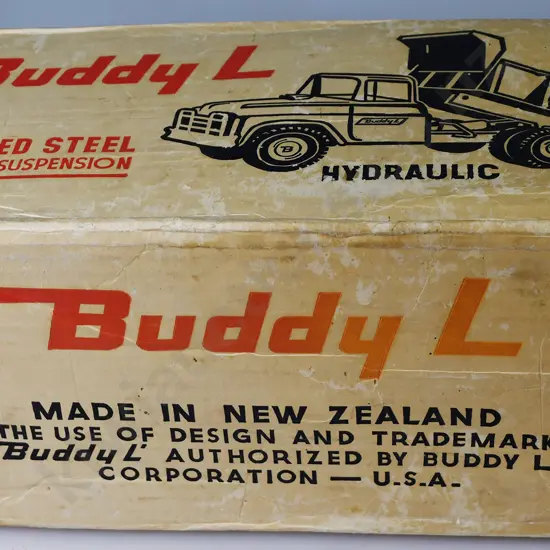 Buddy L
ED STEEL
SUSPENSION
Buddy L
HYDRAULIC
Buddy L
MADE IN NEW ZEALAND
THE USE OF DESIGN AND TRADEMARK
"Buddy L" AUTHORIZED BY BUDDY L
CORPORATION — U.S.A.